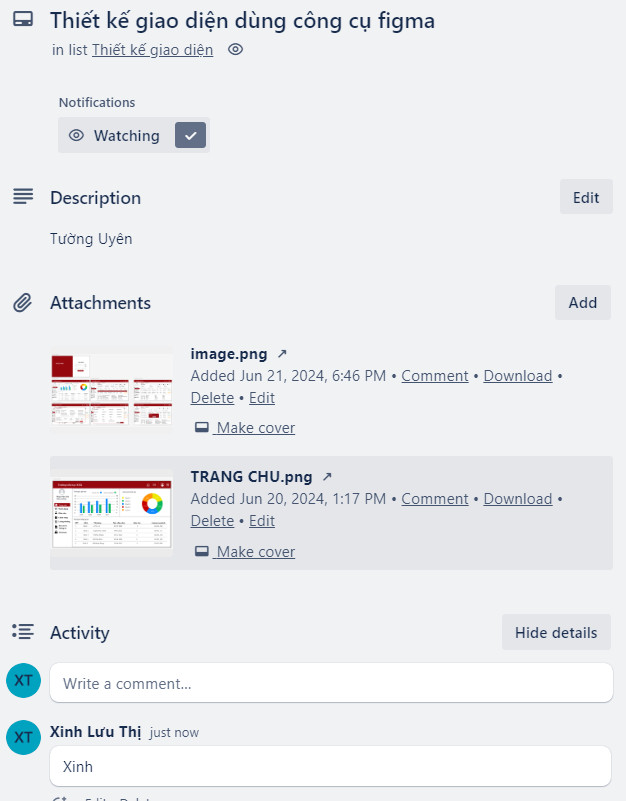 Thiết kế giao diện dùng công cụ figma
in list Thiết kế giao diện
Notifications
Watching
Description
Edit
Tường Uyên
Attachments
Add
image.png ↗
Added Jun 21, 2024, 6:46 PM • Comment • Download •
Delete • Edit
Make cover
TRANG CHU.png ↗
Added Jun 20, 2024, 1:17 PM • Comment • Download •
Delete • Edit
Make cover
Activity
Hide details
XT
Write a comment...
XT
Xinh Lưu Thị just now
Xinh